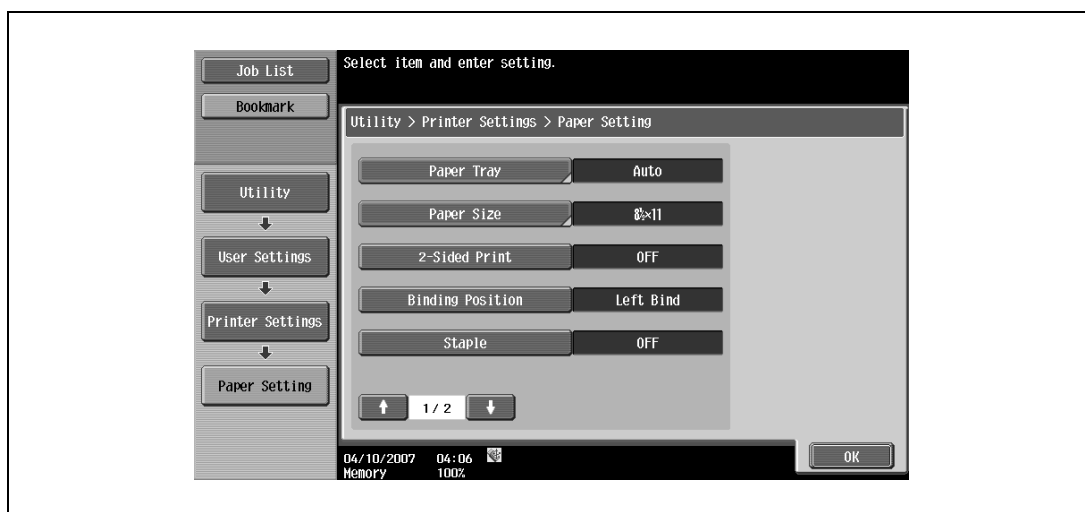 Job List
Bookmark
Utility
User Settings
Printer Settings
Paper Setting
Select item and enter setting.
Utility > Printer Settings > Paper Setting
Paper Tray Auto
Paper Size 8½×11
2-Sided Print OFF
Binding Position Left Bind
Staple OFF
1/ 2
04/10/2007 04:06
Memory 100%
OK